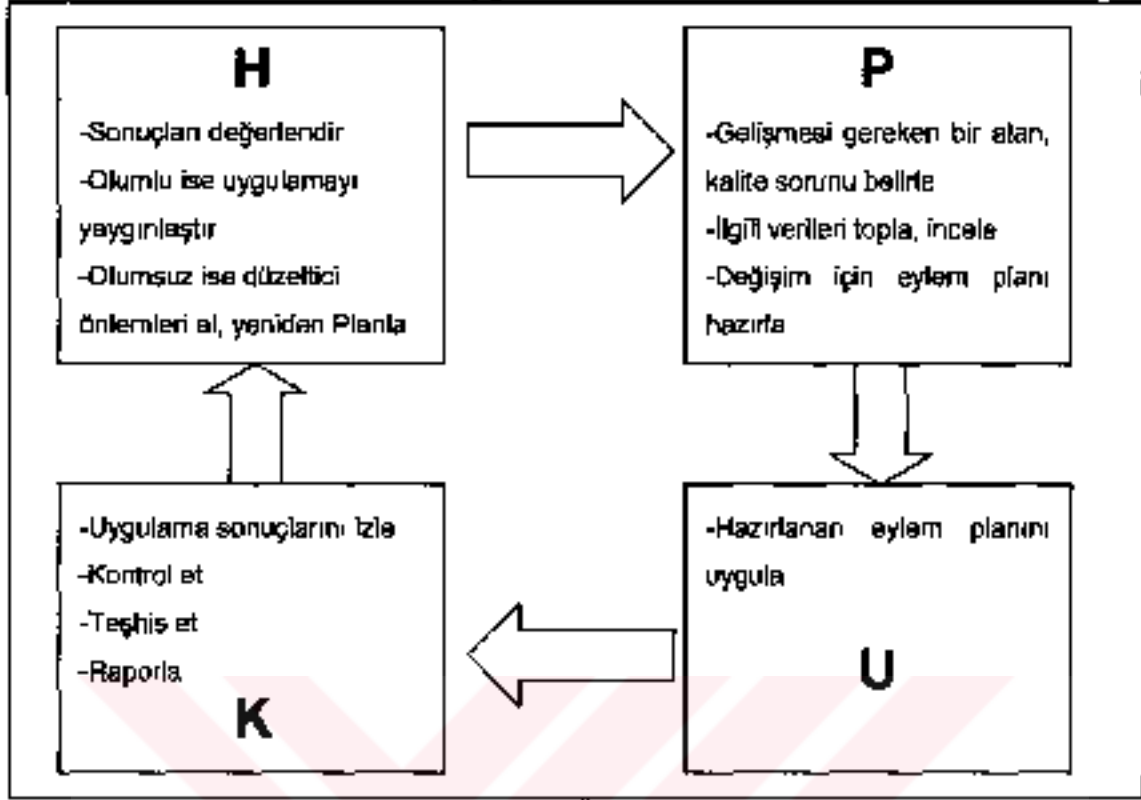 H
-Sonuçları değerlendir
-Olumlu ise uygulamayı
yaygınlaştır
-Olumsuz ise düzeltici
önlemleri al, yeniden Planla
P
-Gelişmesi gereken bir alan,
kalite sorunu belirle
-İlgili verileri topla, incele
-Değişim için eylem planı
hazırla
-Uygulama sonuçlarını İzle
-Kontrol et
-Teşhis et
-Raporla
K
-Hazırlanan eylem planını
uygula
U